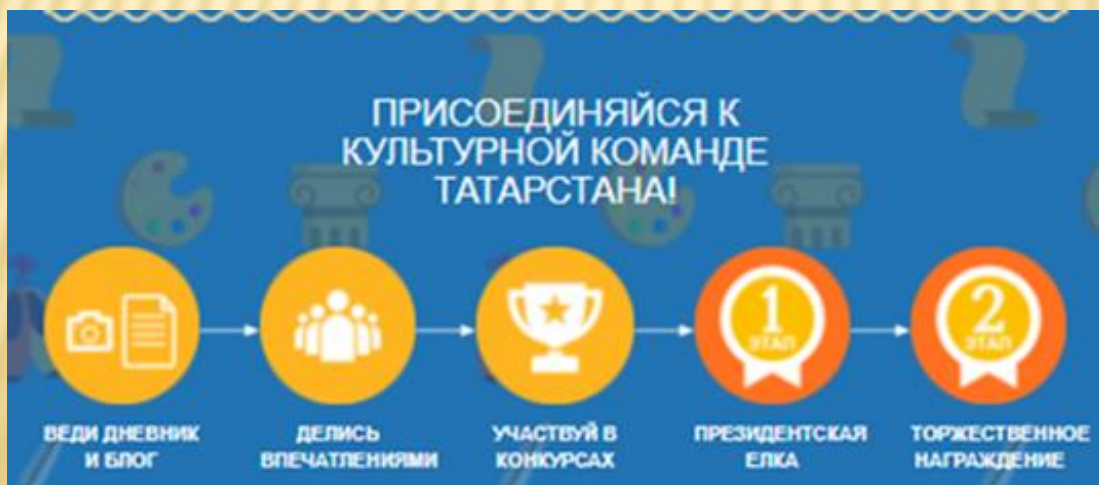 ПРИСОЕДИНЯЙСЯ К
КУЛЬТУРНОЙ КОМАНДЕ
ТАТАРСТАНА!
1
ЭТАП
2
ЭТАП
ВЕДИ ДНЕВНИК
И БЛОГ
ДЕЛИСЬ
ВПЕЧАТЛЕНИЯМИ
УЧАСТВУЙ В
КОНКУРСАХ
ПРЕЗИДЕНТСКАЯ
ЕЛКА
ТОРЖЕСТВЕННОЕ
НАГРАЖДЕНИЕ